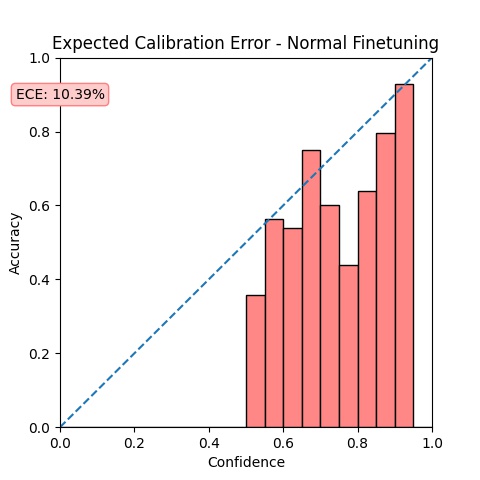 Expected Calibration Error - Normal Finetuning
1.0
ECE: 10.39%
0.8
0.6
0.4
0.2
0.0
Accuracy
0.0 0.2 0.4 0.6 0.8 1.0
Confidence